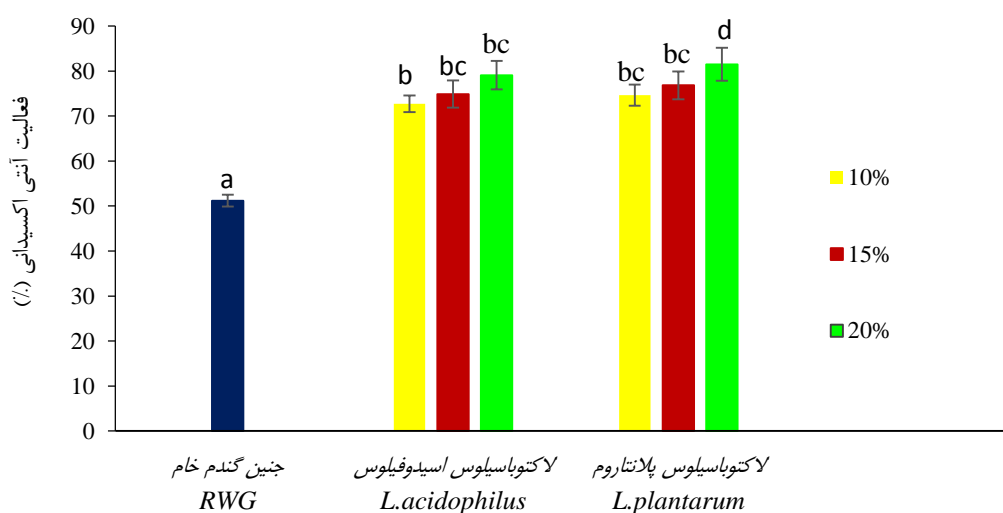 فعالیت آنتی اکسیدانی (٪)
90
80
70
60
50
40
30
20
10
0
a
b
bc
bc
bc
bc
d
10%
15%
20%
جنین گندم خام
RWG
لاکتوباسیلوس اسیدوفیلوس
L.acidophilus
لاکتوباسیلوس پلانتاروم
L.plantarum